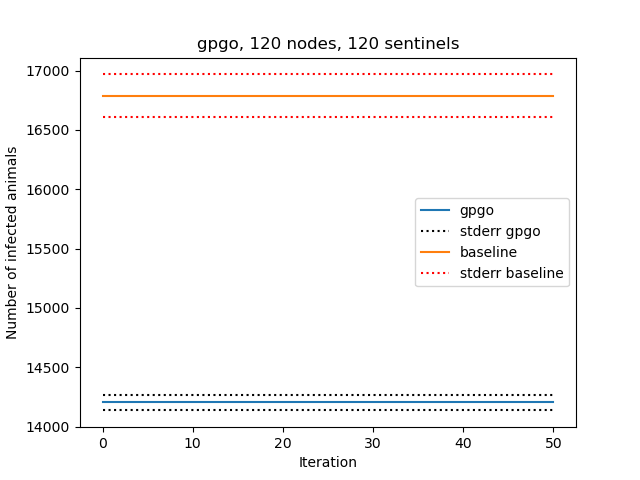 gpgo, 120 nodes, 120 sentinels
17000
16500
16000
15500
15000
14500
14000
Number of infected animals
gpgo
stderr gpgo
baseline
stderr baseline
0 10 20 30 40 50
Iteration